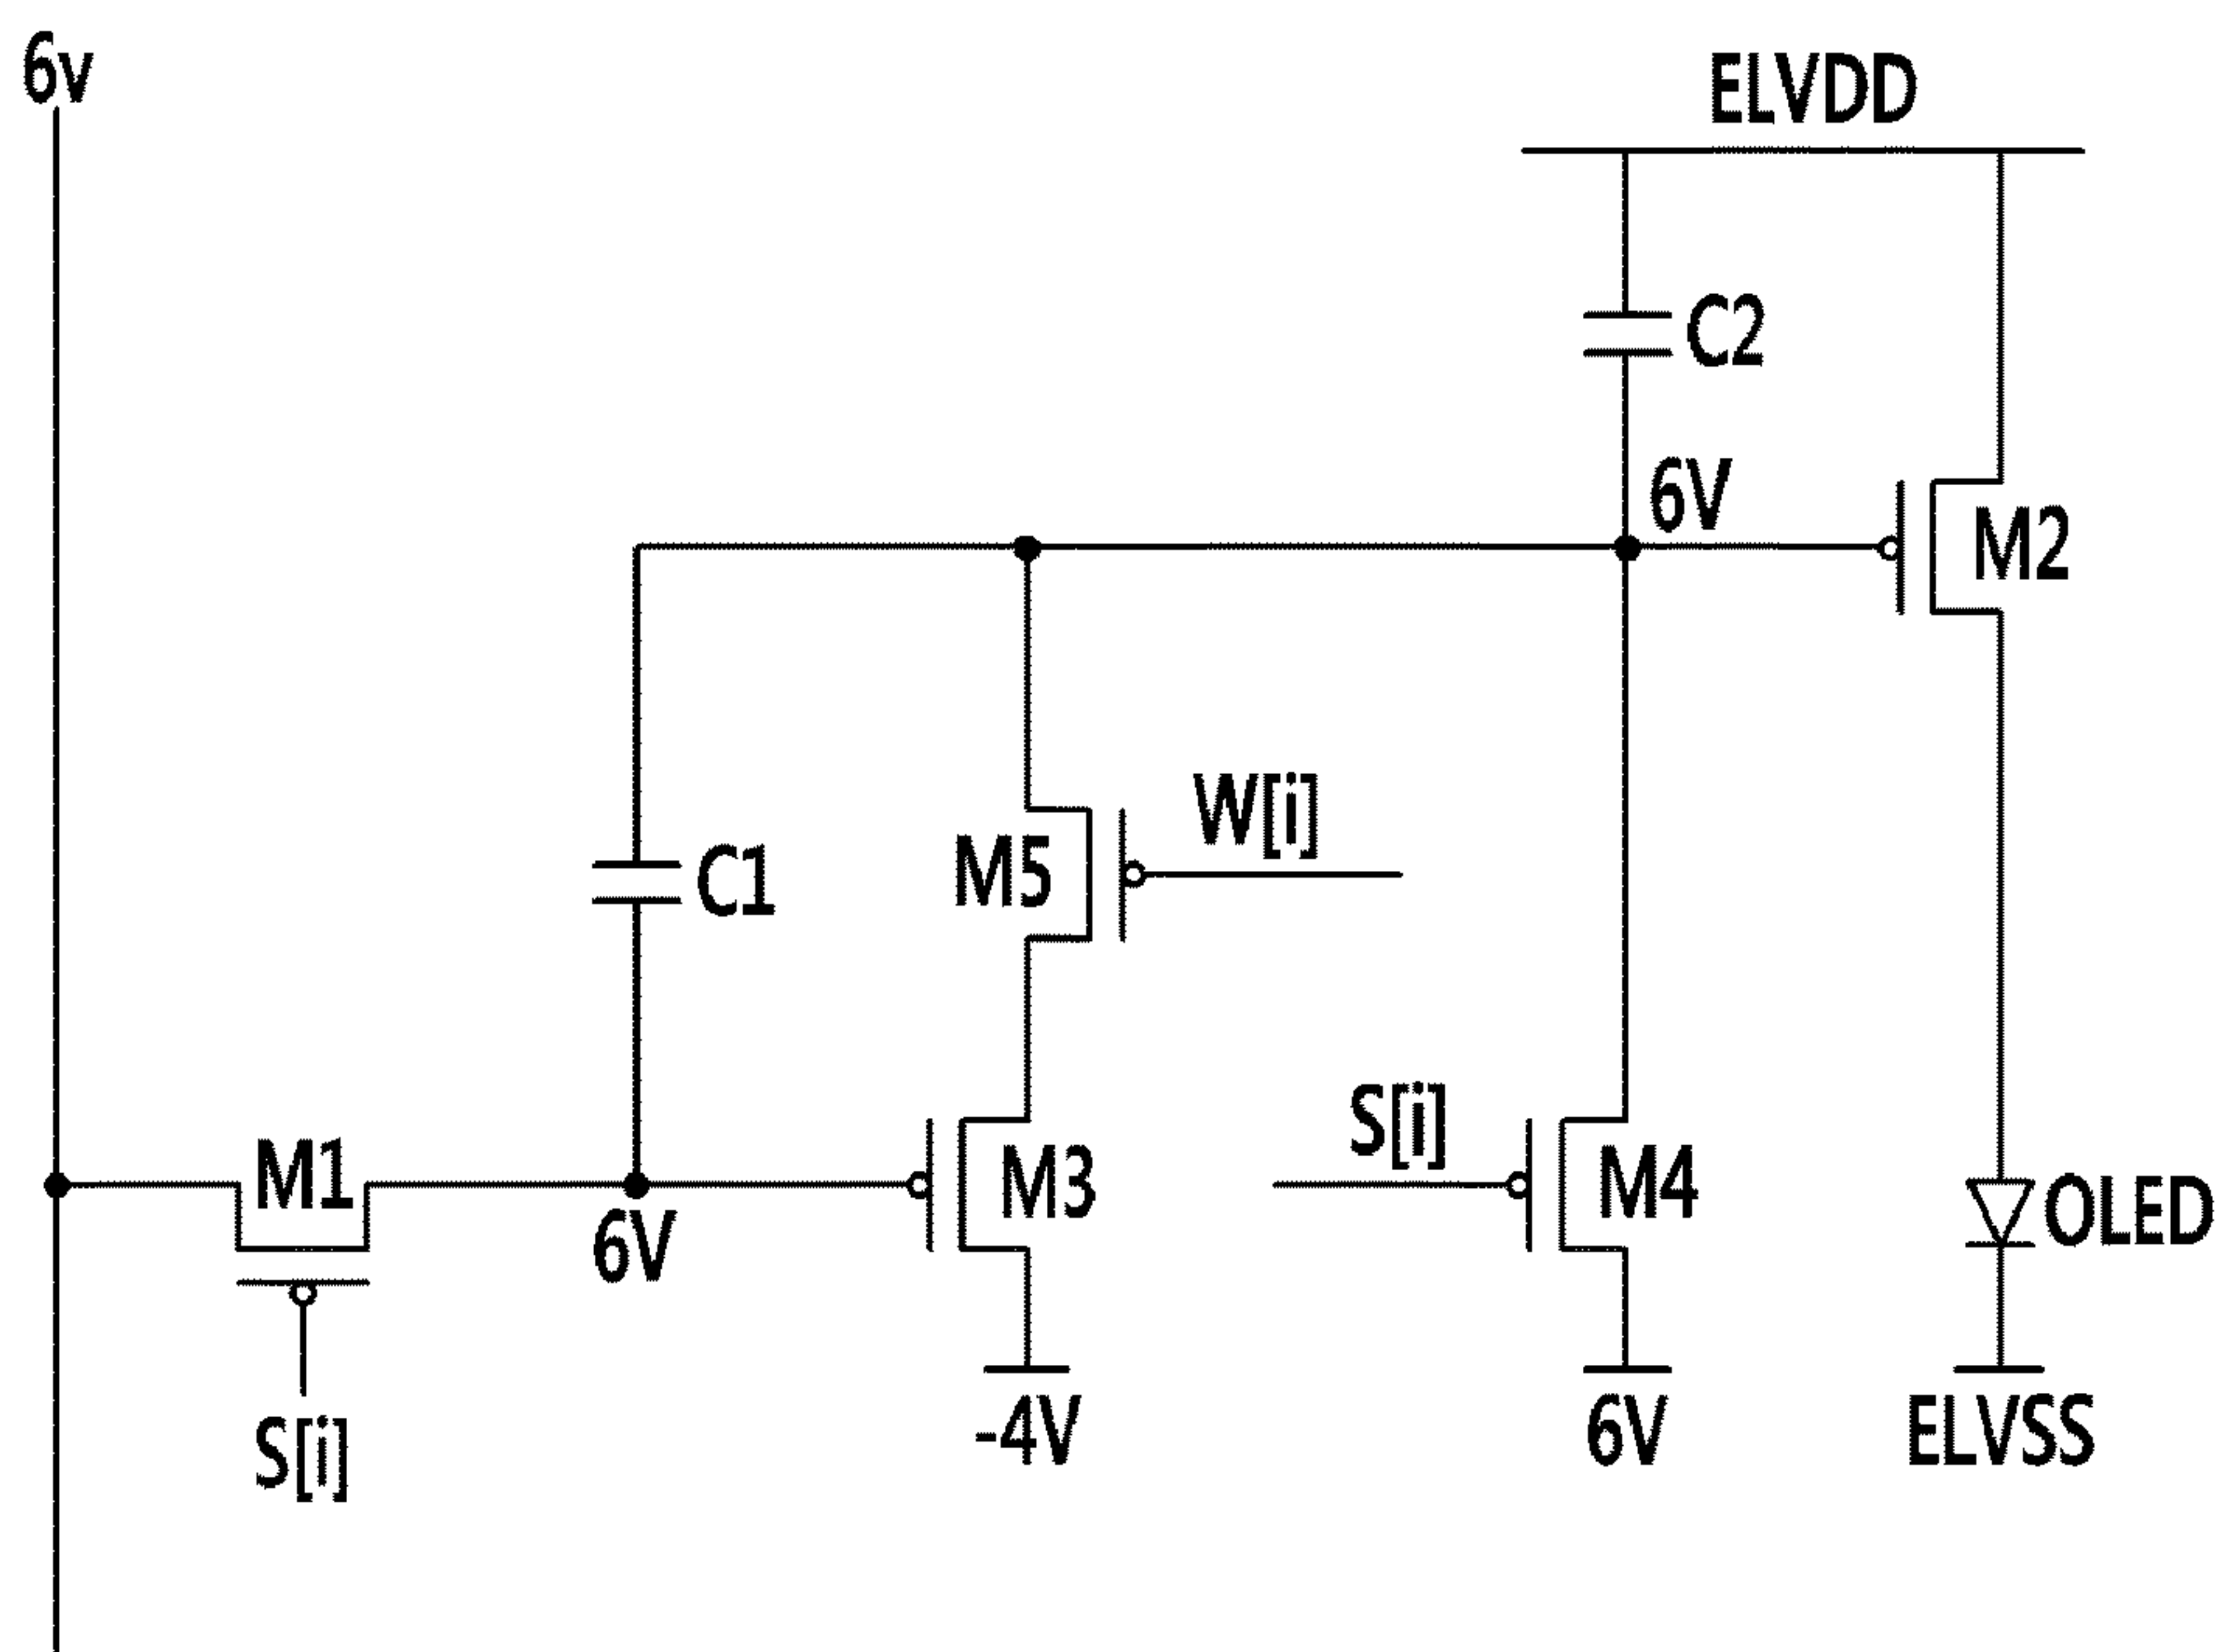 6v
ELVDD
C2
6V
M2
W[i]
M5
C1
S[i]
M1
M3
M4
OLED
6V
-4V
6V
ELVSS
S[i]